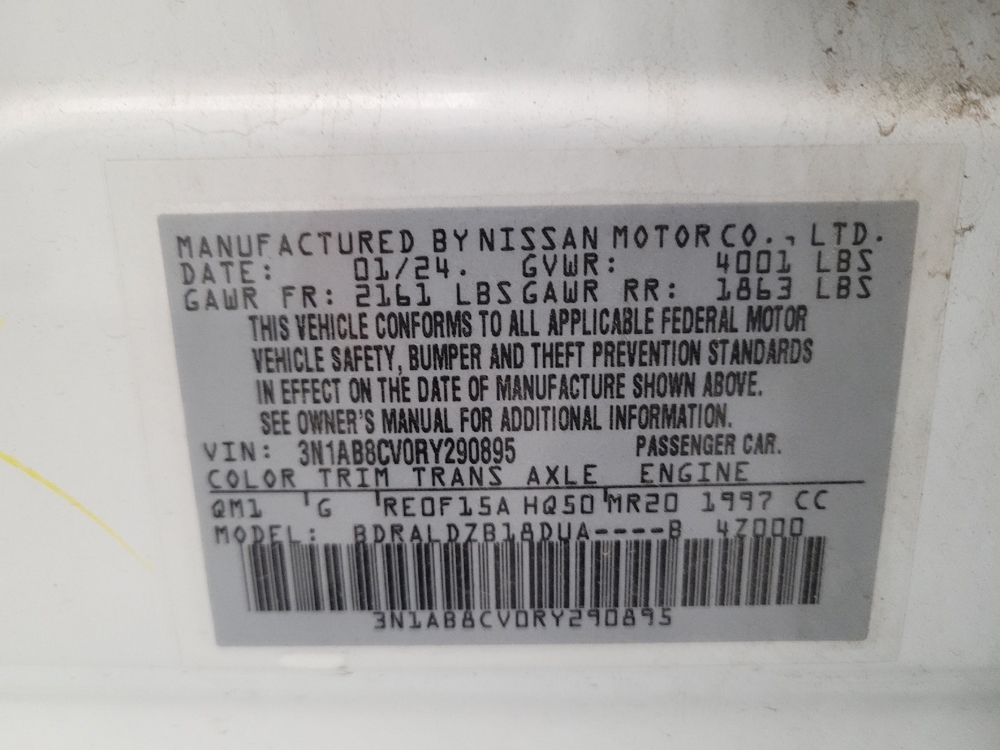 MANUFACTURED BY NISSAN MOTOR CO., LTD.
DATE: 01/24. GVWR: 4001 LBS
GAWR FR: 2161 LBS GAWR RR: 1863 LBS
THIS VEHICLE CONFORMS TO ALL APPLICABLE FEDERAL MOTOR
VEHICLE SAFETY, BUMPER AND THEFT PREVENTION STANDARDS
IN EFFECT ON THE DATE OF MANUFACTURE SHOWN ABOVE.
SEE OWNER'S MANUAL FOR ADDITIONAL INFORMATION.
VIN: 3N1AB8CV0RY290895 PASSENGER CAR.
COLOR TRIM TRANS AXLE ENGINE
QM1 G RE0F15A HQ50 MR20 1997 CC
MODEL: BDRALDZB18DUA----B 4Z000
3N1AB8CV0RY290895